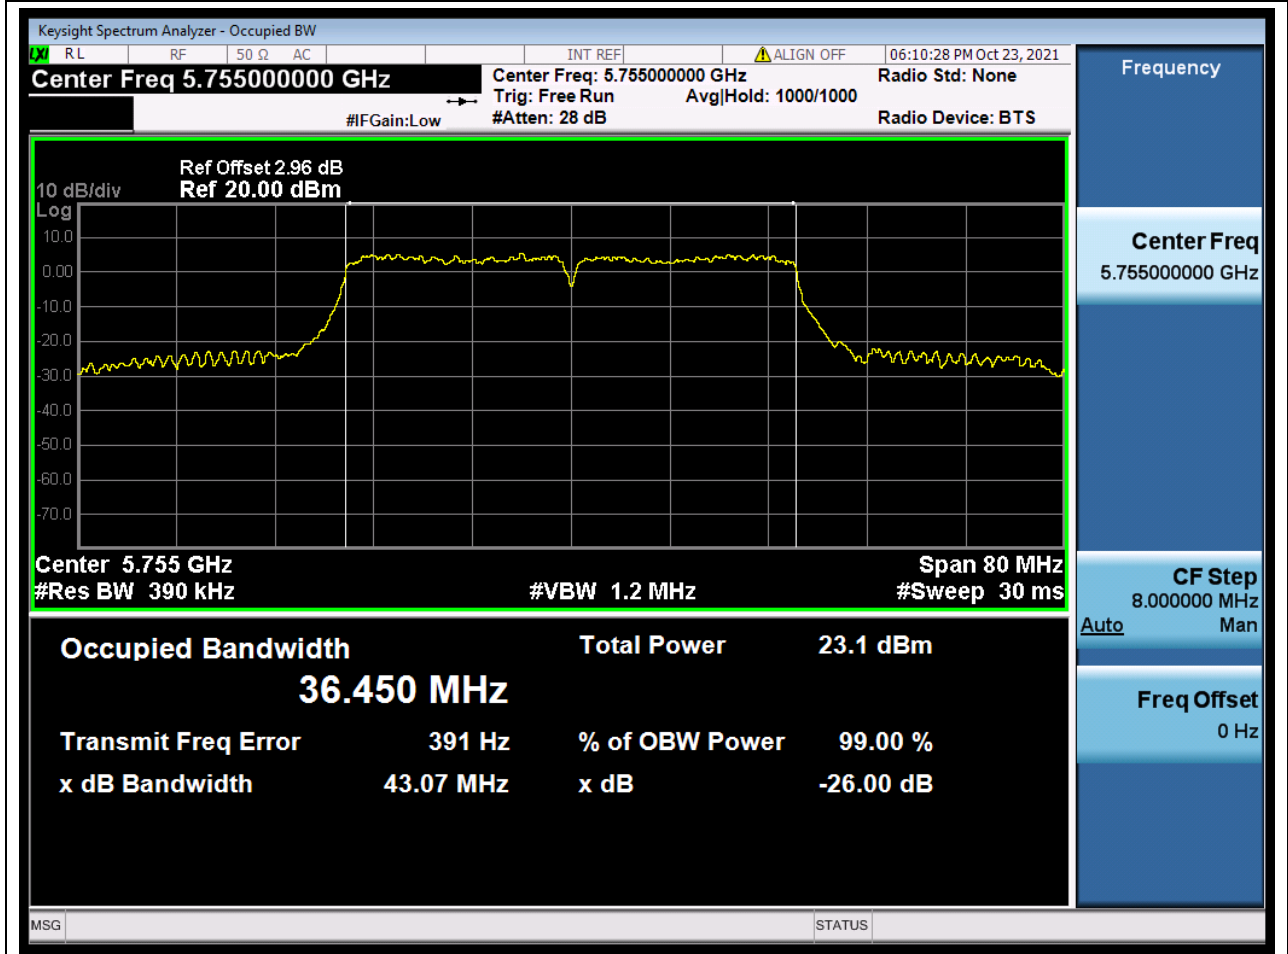 Keysight Spectrum Analyzer - Occupied BW
LXI RL RF 50 Ω AC INT REF ALIGN OFF 06:10:28 PM Oct 23, 2021
Center Freq 5.755000000 GHz
Center Freq: 5.755000000 GHz
Radio Std: None
Trig: Free Run Avg|Hold: 1000/1000
#IFGain:Low
#Atten: 28 dB
Radio Device: BTS
Ref Offset 2.96 dB
10 dB/div Ref 20.00 dBm
Log
10.0
0.00
-10.0
-20.0
-30.0
-40.0
-50.0
-60.0
-70.0
Center 5.755 GHz Span 80 MHz
#Res BW 390 kHz #VBW 1.2 MHz #Sweep 30 ms
Occupied Bandwidth Total Power 23.1 dBm
36.450 MHz
Transmit Freq Error 391 Hz % of OBW Power 99.00 %
x dB Bandwidth 43.07 MHz x dB -26.00 dB
MSG STATUS
Frequency
Center Freq
5.755000000 GHz
CF Step
8.000000 MHz
Auto Man
Freq Offset
0 Hz